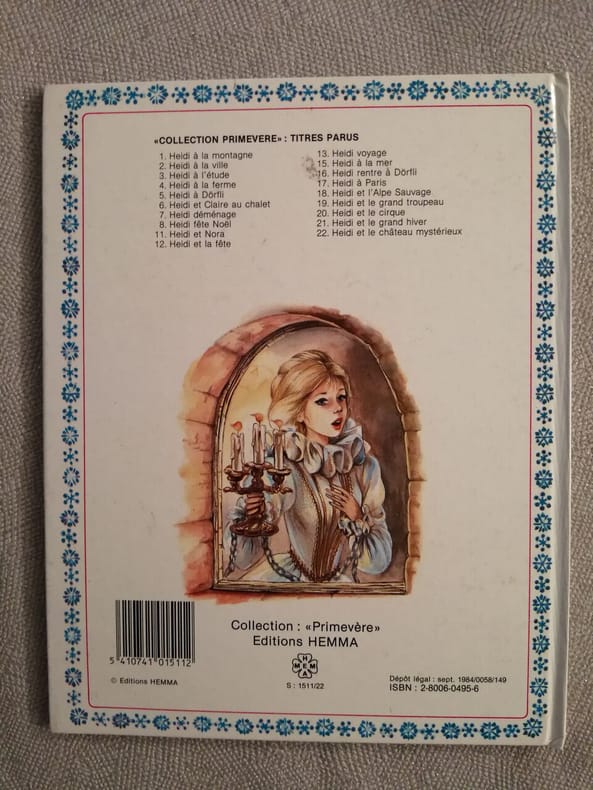 «COLLECTION PRIMEVERE» : TITRES PARUS
1. Heidi à la montagne
2. Heidi à la ville
3. Heidi à l'étude
4. Heidi à la ferme
5. Heidi à Dörfli
6. Heidi et Claire au chalet
7. Heidi déménage
8. Heidi fête Noël
11. Heidi et Nora
12. Heidi et la fête
13. Heidi voyage
15. Heidi à la mer
16. Heidi rentre à Dörfli
17. Heidi à Paris
18. Heidi et l'Alpe Sauvage
19. Heidi et le grand troupeau
20. Heidi et le cirque
21. Heidi et le grand hiver
22. Heidi et le château mystérieux
Collection : «Primevère»
Editions HEMMA
5 410741 015112
© Editions HEMMA
HEMMA
S : 1511/22
Dépôt légal : sept. 1984/0058/149
ISBN : 2-8006-0495-6